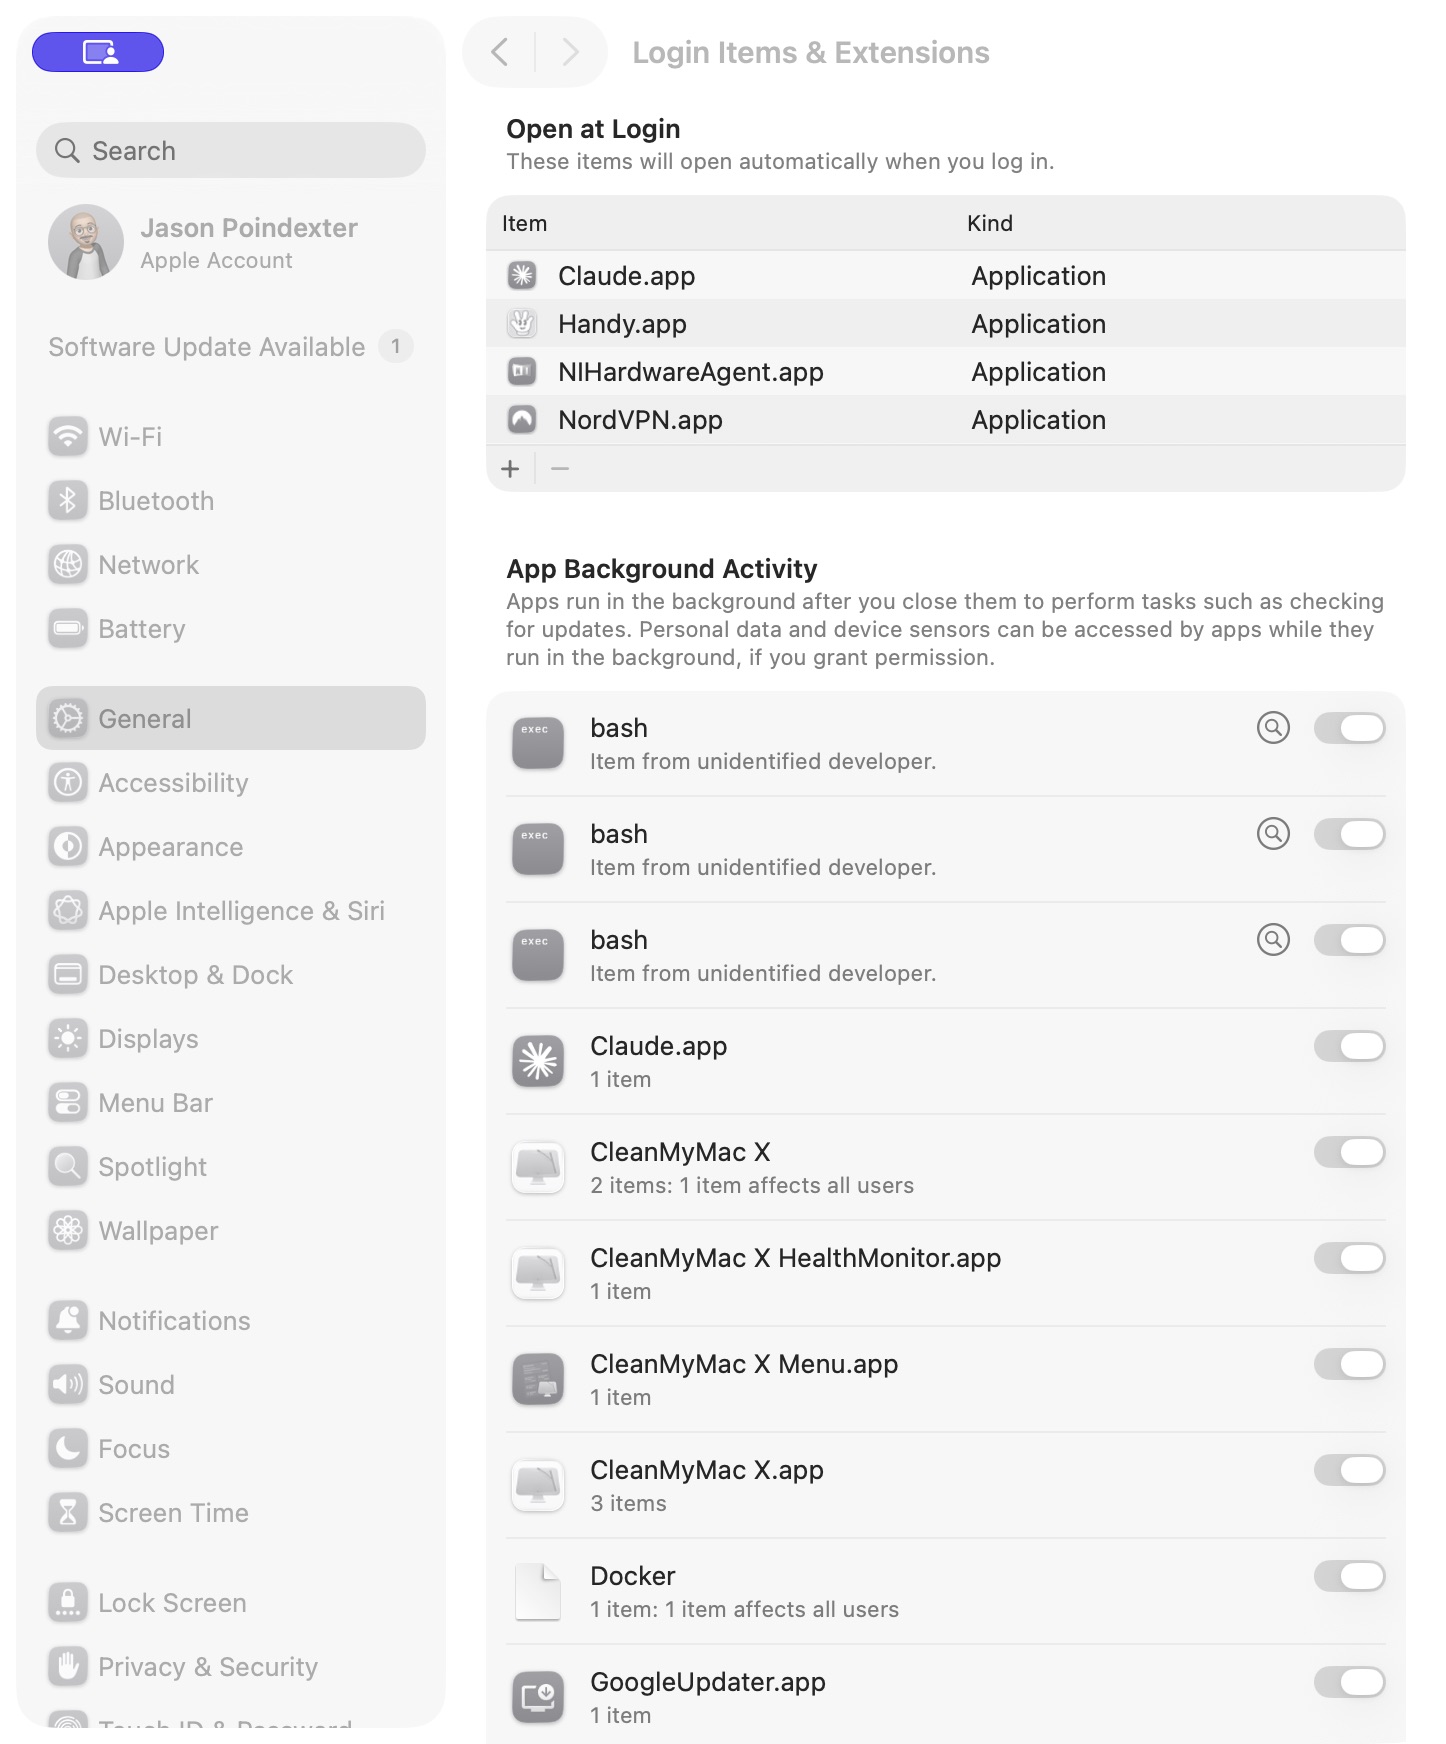 Search
Jason Poindexter
Apple Account
Software Update Available 1
Wi-Fi
Bluetooth
Network
Battery
General
Accessibility
Appearance
Apple Intelligence & Siri
Desktop & Dock
Displays
Menu Bar
Spotlight
Wallpaper
Notifications
Sound
Focus
Screen Time
Lock Screen
Privacy & Security
Touch ID & Password
Login Items & Extensions
Open at Login
These items will open automatically when you log in.
Item Kind
Claude.app Application
Handy.app Application
NIHardwareAgent.app Application
NordVPN.app Application
App Background Activity
Apps run in the background after you close them to perform tasks such as checking
for updates. Personal data and device sensors can be accessed by apps while they
run in the background, if you grant permission.
exec
bash
Item from unidentified developer.
exec
bash
Item from unidentified developer.
exec
bash
Item from unidentified developer.
Claude.app
1 item
CleanMyMac X
2 items: 1 item affects all users
CleanMyMac X HealthMonitor.app
1 item
CleanMyMac X Menu.app
1 item
CleanMyMac X.app
3 items
Docker
1 item: 1 item affects all users
GoogleUpdater.app
1 item